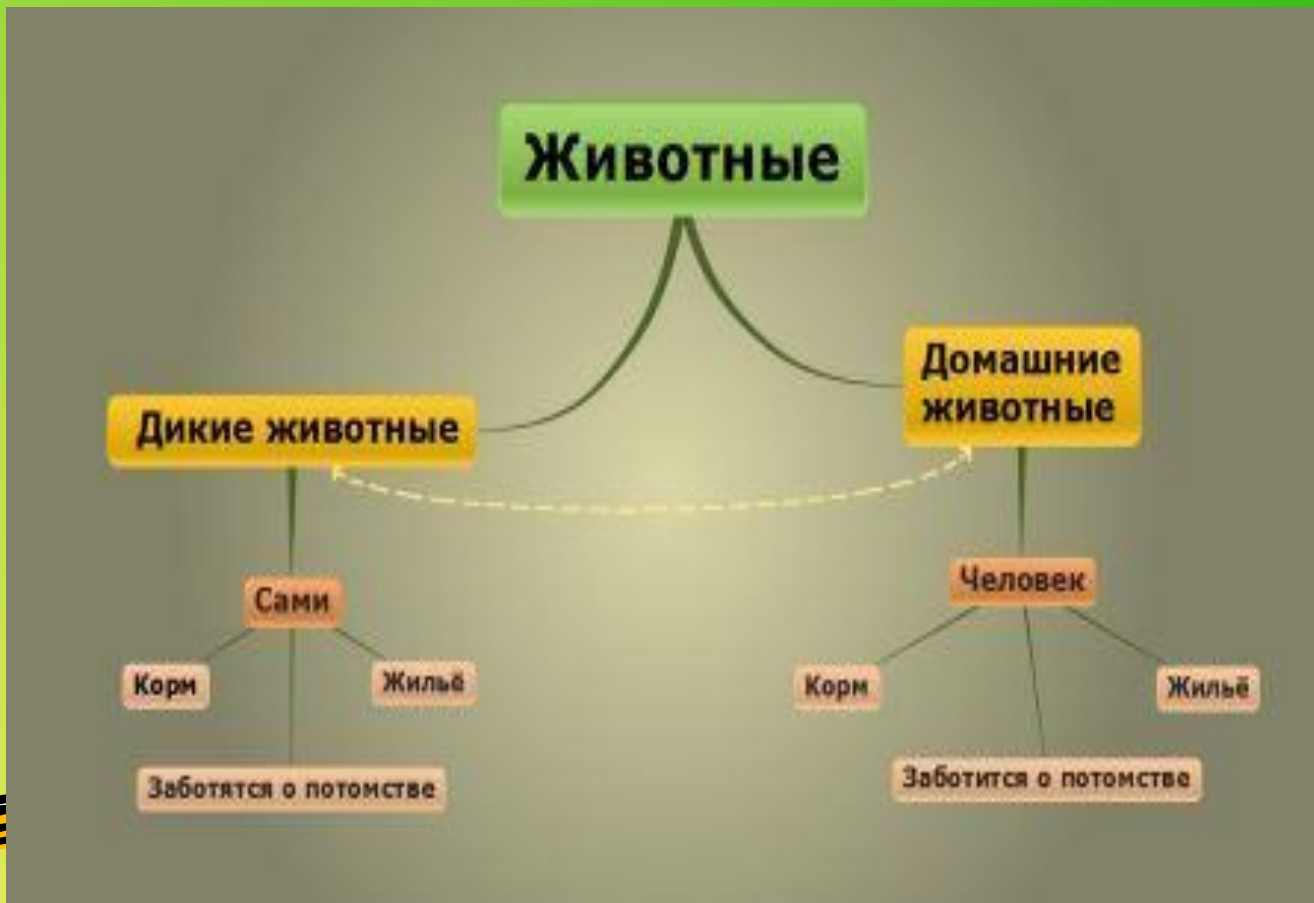 Животные
Дикие животные
Домашние
животные
Сами
Человек
Корм
Жильё
Корм
Жильё
Заботятся о потомстве
Заботится о потомстве